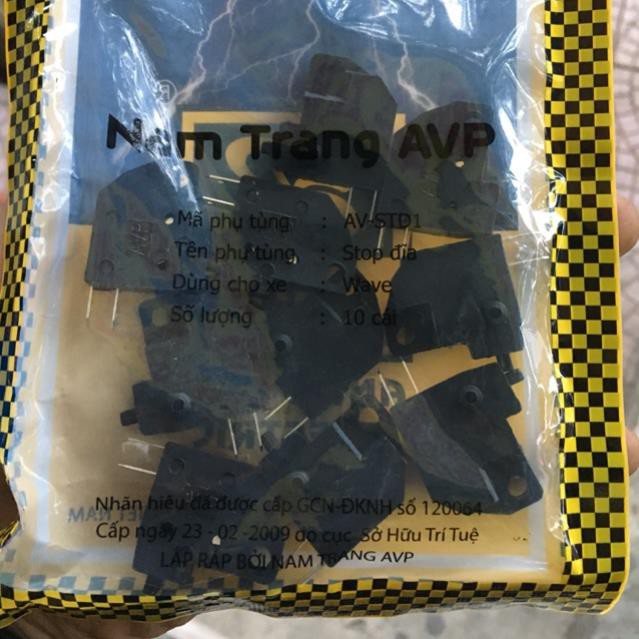 Nam Trang AVP
Mã phụ tùng : AV-STD1
Tên phụ tùng : Stop đĩa
Dùng cho xe : Wave
Số lượng : 10 cái
Nhãn hiệu đã được cấp GCN-ĐKNH số 120064
Cấp ngày 23 - 02 -2009 do cục Sở Hữu Trí Tuệ
LẮP RÁP BỞI NAM TRANG AVP